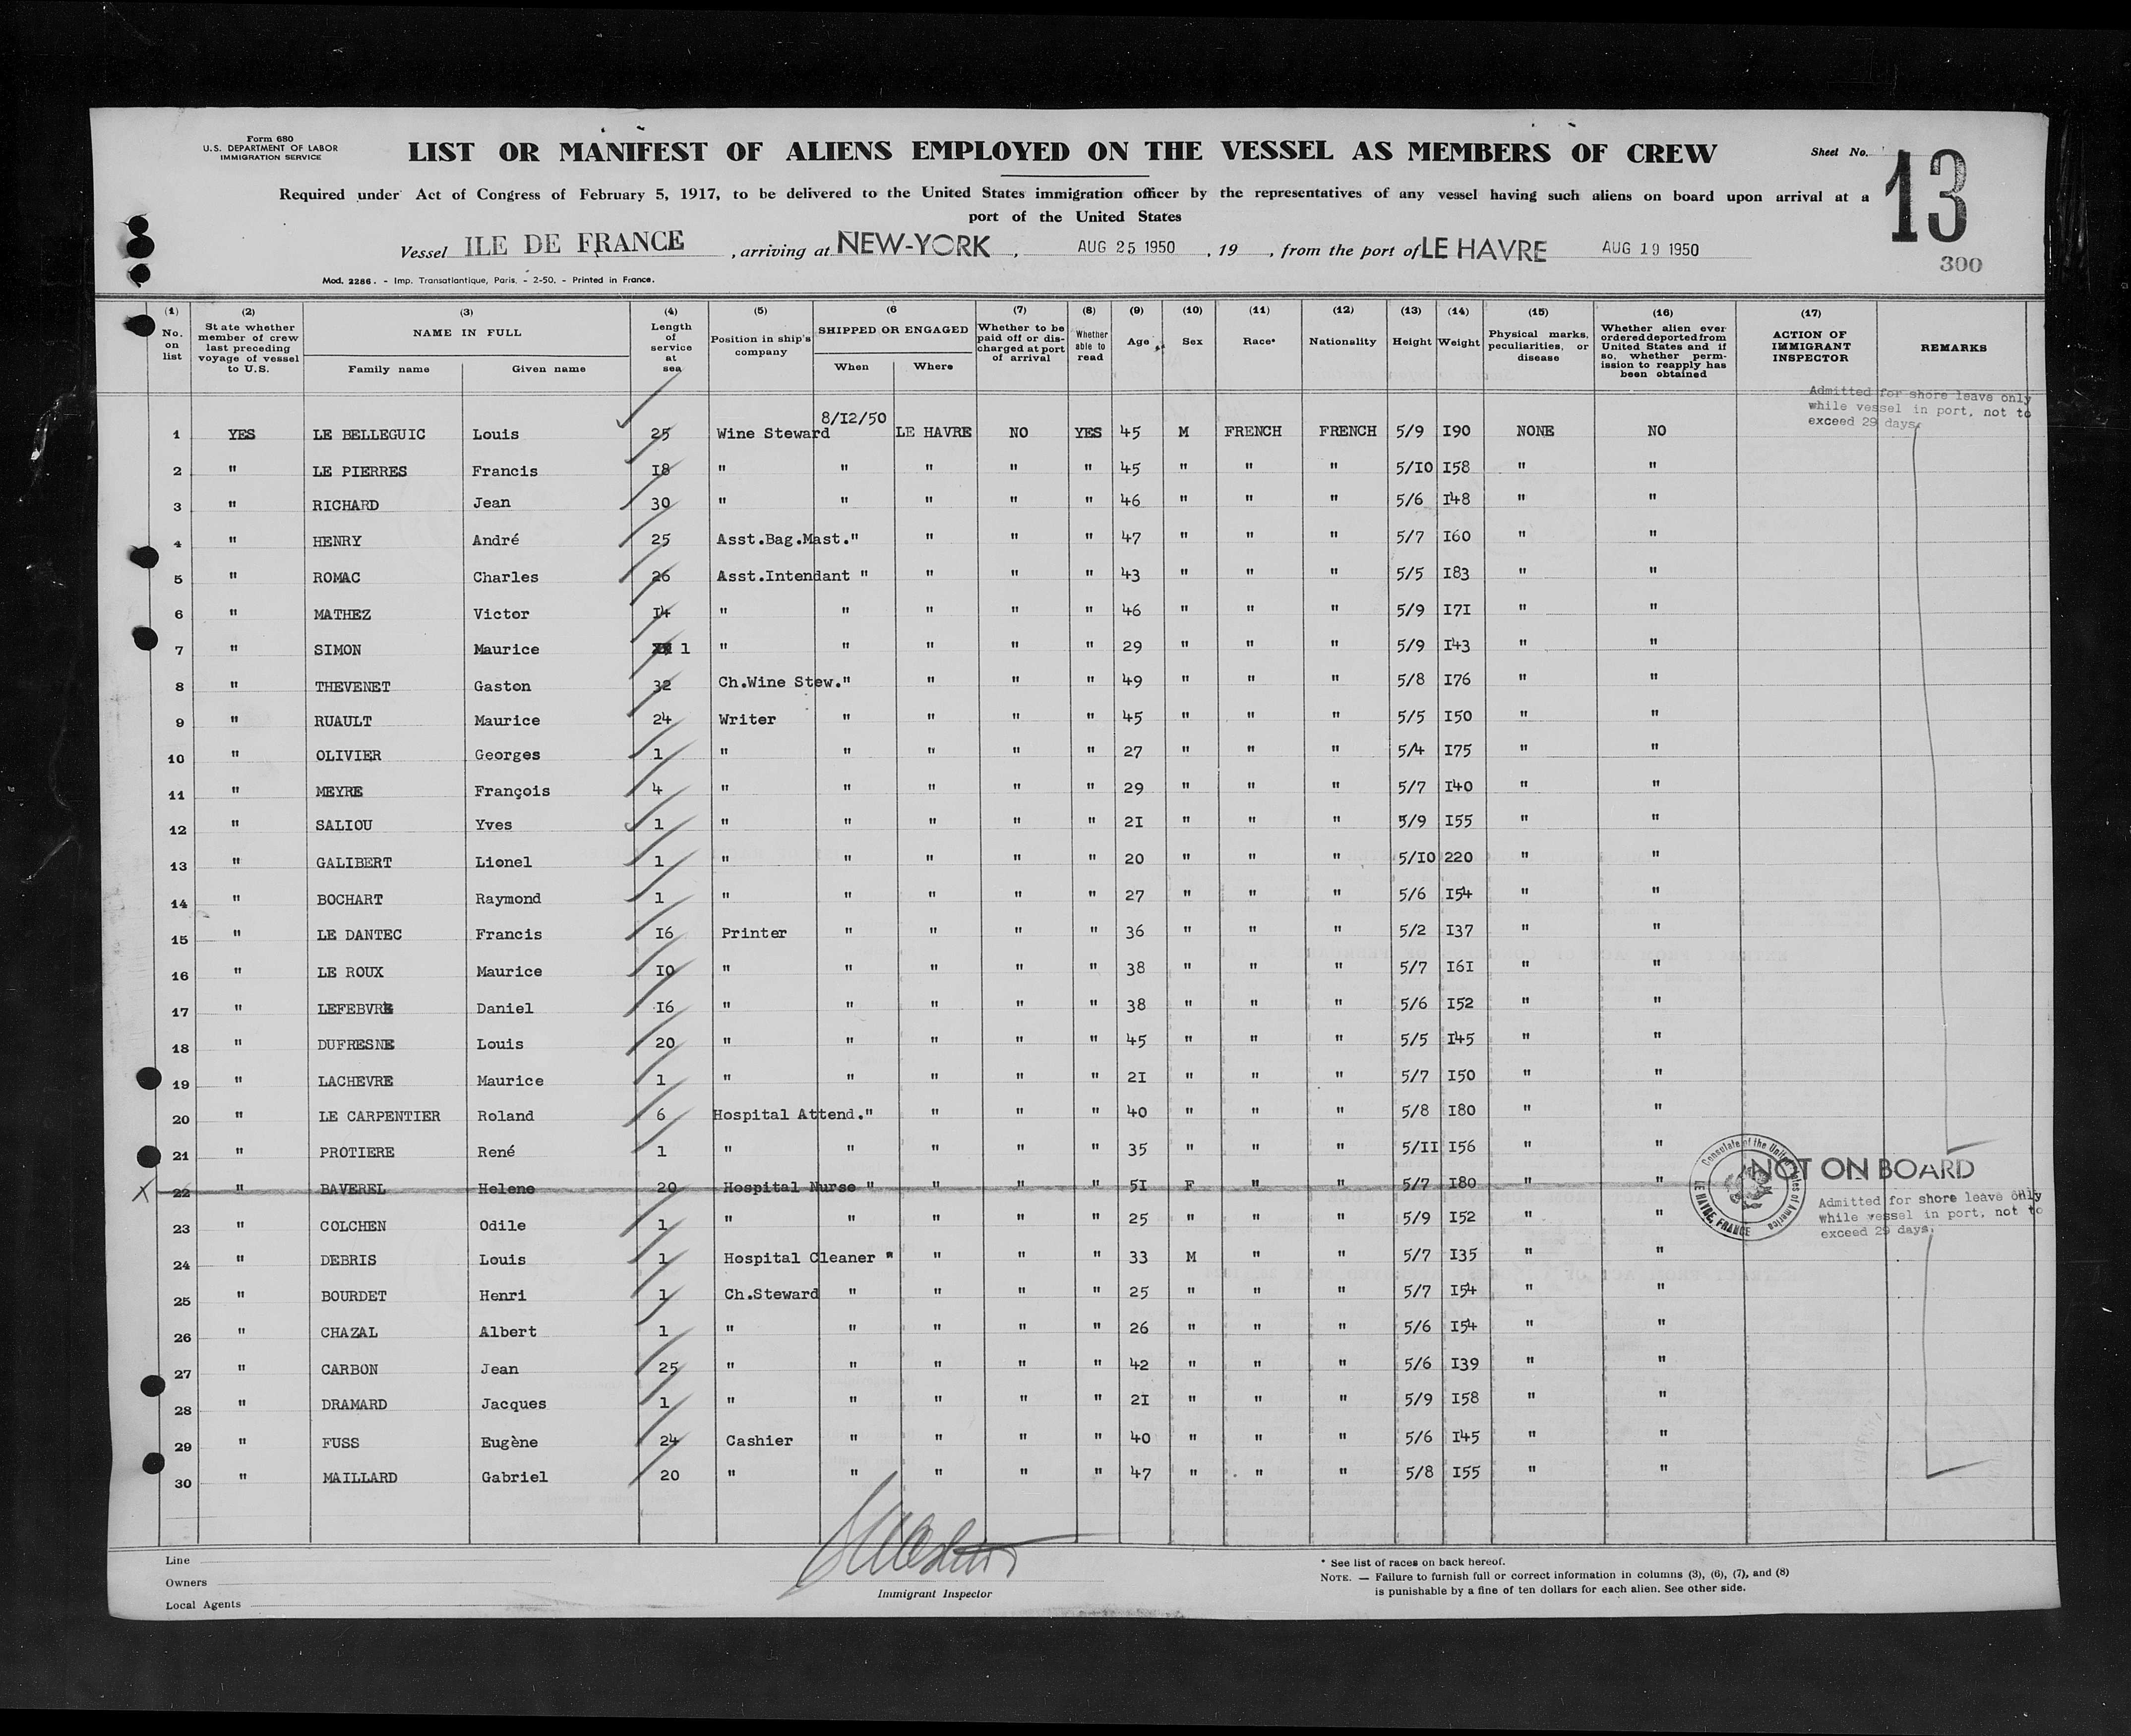 Form 680
U.S. DEPARTMENT OF LABOR
IMMIGRATION SERVICE
LIST OR MANIFEST OF ALIENS EMPLOYED ON THE VESSEL AS MEMBERS OF CREW
Sheet No. 13
Required under Act of Congress of February 5, 1917, to be delivered to the United States immigration officer by the representatives of any vessel having such aliens on board upon arrival at a
port of the United States
Vessel ILE DE FRANCE, arriving at NEW-YORK, AUG 25 1950, 19 , from the port of LE HAVRE AUG 19 1950
300
Mod. 2286. - Imp. Transatlantique, Paris. - 2-50. - Printed in France.
(1) No. on list
(2) State whether member of crew last preceding voyage of vessel to U.S.
(3) NAME IN FULL
Family name Given name
(4) Length of service at sea
(5) Position in ship's company
(6 SHIPPED OR ENGAGED
When Where
(7) Whether to be paid off or discharged at port of arrival
(8) Whether able to read
(9) Age
(10) Sex
(11) Race*
(12) Nationality
(13) Height
(14) Weight
(15) Physical marks, peculiarities, or disease
(16) Whether alien ever ordered deported from United States and if so, whether permission to reapply has been obtained
(17) ACTION OF IMMIGRANT INSPECTOR
REMARKS
Admitted for shore leave only
while vessel in port, not to
exceed 29 days.
1 YES LE BELLEGUIC Louis 25 Wine Steward 8/12/50 LE HAVRE NO YES 45 M FRENCH FRENCH 5/9 190 NONE NO
2 " LE PIERRES Francis 18 " " " " " 45 " " " 5/10 158 " "
3 " RICHARD Jean 30 " " " " " 46 " " " 5/6 148 " "
4 " HENRY André 25 Asst.Bag.Mast. " " " " 47 " " " 5/7 160 " "
5 " ROMAC Charles 26 Asst.Intendant " " " " 43 " " " 5/5 183 " "
6 " MATHEZ Victor 14 " " " " " 46 " " " 5/9 171 " "
7 " SIMON Maurice 1 " " " " " 29 " " " 5/9 143 " "
8 " THEVENET Gaston 32 Ch.Wine Stew. " " " " 49 " " " 5/8 176 " "
9 " RUAULT Maurice 24 Writer " " " " 45 " " " 5/5 150 " "
10 " OLIVIER Georges 1 " " " " " 27 " " " 5/4 175 " "
11 " MEYRE François 4 " " " " " 29 " " " 5/7 140 " "
12 " SALIOU Yves 1 " " " " " 21 " " " 5/9 155 " "
13 " GALIBERT Lionel 1 " " " " " 20 " " " 5/10 220 " "
14 " BOCHART Raymond 1 " " " " " 27 " " " 5/6 154 " "
15 " LE DANTEC Francis 16 Printer " " " " 36 " " " 5/2 137 " "
16 " LE ROUX Maurice 10 " " " " " 38 " " " 5/7 161 " "
17 " LEFEBVRE Daniel 16 " " " " " 38 " " " 5/6 152 " "
18 " DUFRESNE Louis 20 " " " " " 45 " " " 5/5 145 " "
19 " LACHEVRE Maurice 1 " " " " " 21 " " " 5/7 150 " "
20 " LE CARPENTIER Roland 6 Hospital Attend. " " " " 40 " " " 5/8 180 " "
21 " PROTIERE René 1 " " " " " 35 " " " 5/11 156 " "
X 22 " BAVEREL Helene 20 Hospital Nurse " " " " 51 F " " 5/7 180 " " NOT ON BOARD
Consulate of the United States of America
LE HAVRE, FRANCE
Admitted for shore leave only
while vessel in port, not to
exceed 29 days.
23 " COLCHEN Odile 1 " " " " " 25 " " " 5/9 152 " "
24 " DEBRIS Louis 1 Hospital Cleaner " " " " 33 M " " 5/7 135 " "
25 " BOURDET Henri 1 Ch.Steward " " " " 25 " " " 5/7 154 " "
26 " CHAZAL Albert 1 " " " " " 26 " " " 5/6 154 " "
27 " CARBON Jean 25 " " " " " 42 " " " 5/6 139 " "
28 " DRAMARD Jacques 1 " " " " " 21 " " " 5/9 158 " "
29 " FUSS Eugène 24 Cashier " " " " 40 " " " 5/6 145 " "
30 " MAILLARD Gabriel 20 " " " " " 47 " " " 5/8 155 " "
Line
Owners
Local Agents
Immigrant Inspector
* See list of races on back hereof.
NOTE. — Failure to furnish full or correct information in columns (3), (6), (7), and (8)
is punishable by a fine of ten dollars for each alien. See other side.